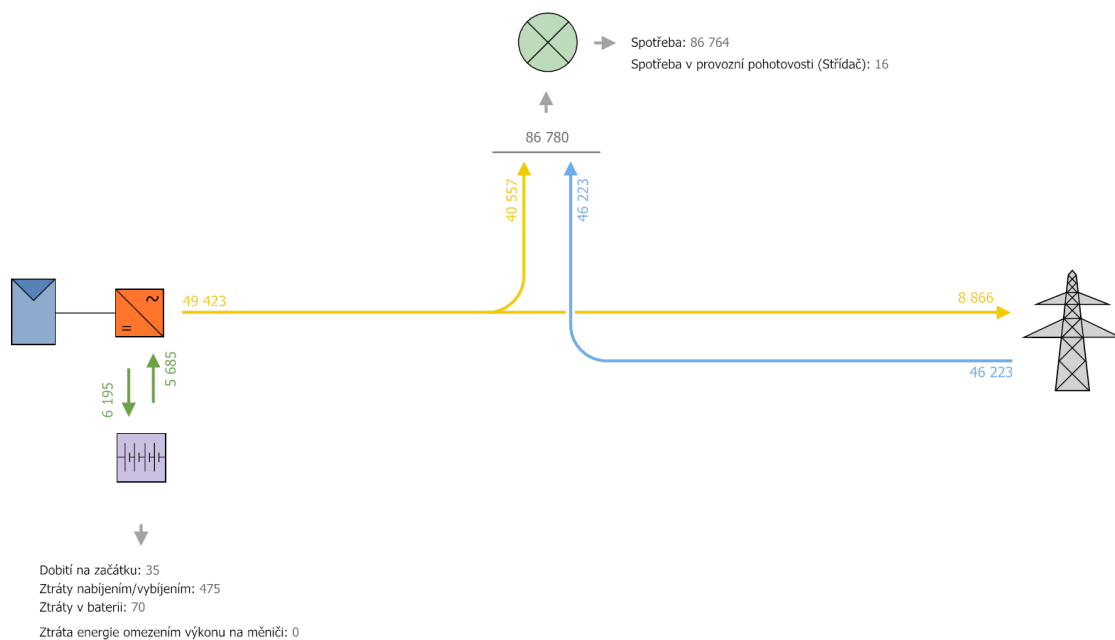 Spotřeba: 86 764
Spotřeba v provozní pohotovosti (Střídač): 16
86 780
40 557
46 223
49 423
8 866
46 223
6 195
5 685
Dobití na začátku: 35
Ztráty nabíjením/vybíjením: 475
Ztráty v baterii: 70
Ztráta energie omezením výkonu na měniči: 0